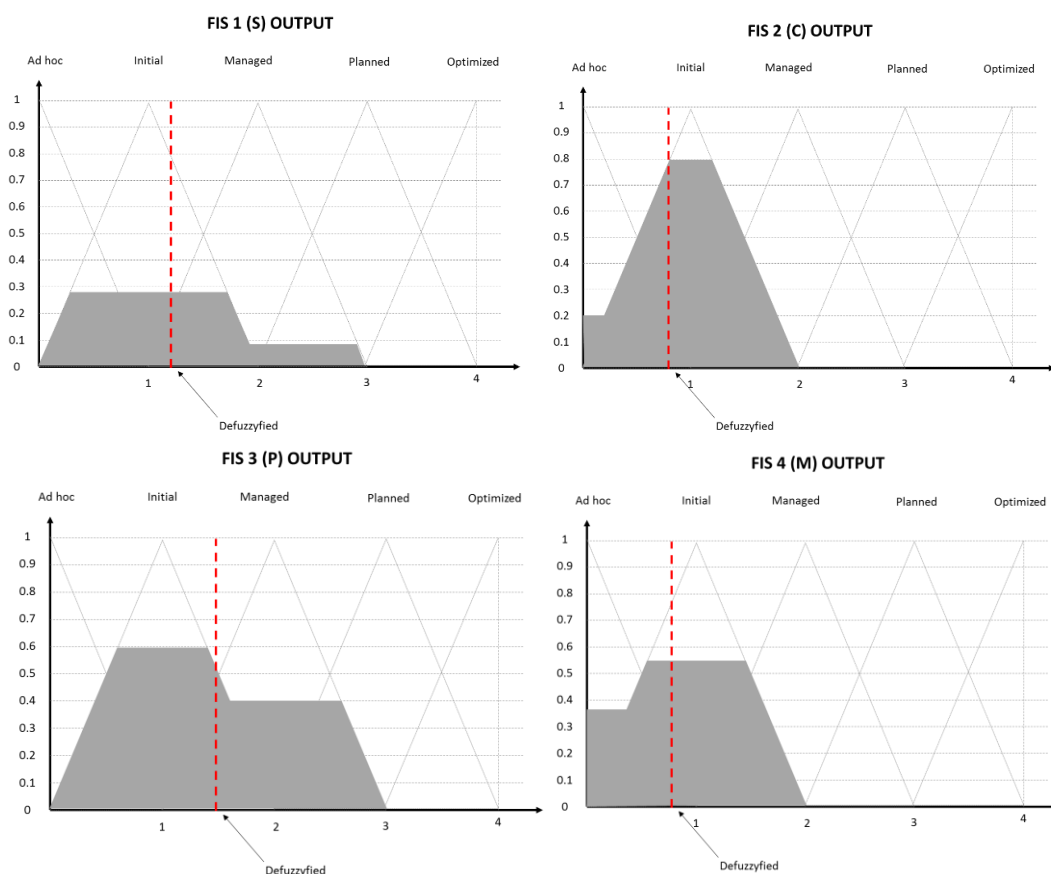 FIS 1 (S) OUTPUT
Ad hoc Initial Managed Planned Optimized
1
0.9
0.8
0.7
0.6
0.5
0.4
0.3
0.2
0.1
0
1 2 3 4
Defuzzyfied
FIS 2 (C) OUTPUT
Ad hoc Initial Managed Planned Optimized
1
0.9
0.8
0.7
0.6
0.5
0.4
0.3
0.2
0.1
0
1 2 3 4
Defuzzyfied
FIS 3 (P) OUTPUT
Ad hoc Initial Managed Planned Optimized
1
0.9
0.8
0.7
0.6
0.5
0.4
0.3
0.2
0.1
0
1 2 3 4
Defuzzyfied
FIS 4 (M) OUTPUT
Ad hoc Initial Managed Planned Optimized
1
0.9
0.8
0.7
0.6
0.5
0.4
0.3
0.2
0.1
0
1 2 3 4
Defuzzyfied